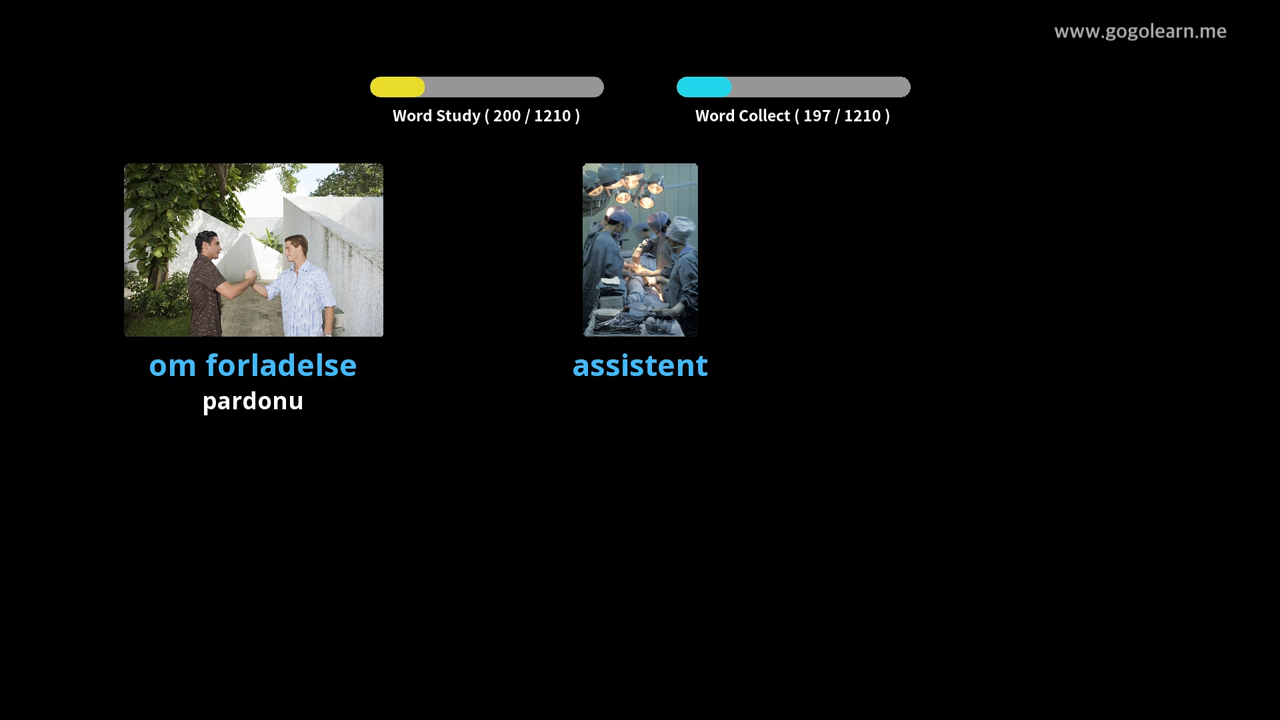 www.gogolearn.me
Word Study ( 200 / 1210 )
Word Collect ( 197 / 1210 )
om forladelse
pardonu
assistent